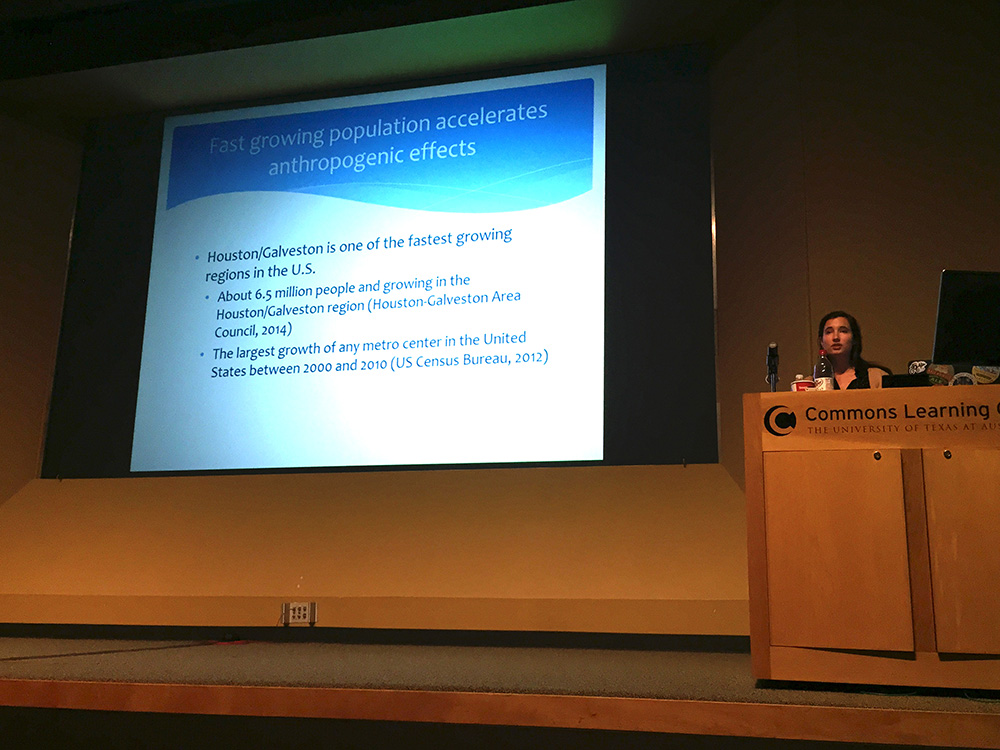 Fast growing population accelerates
anthropogenic effects
• Houston/Galveston is one of the fastest growing
regions in the U.S.
• About 6.5 million people and growing in the
Houston/Galveston region (Houston-Galveston Area
Council, 2014)
• The largest growth of any metro center in the United
States between 2000 and 2010 (US Census Bureau, 2012)
Commons Learning C
THE UNIVERSITY OF TEXAS AT AUS